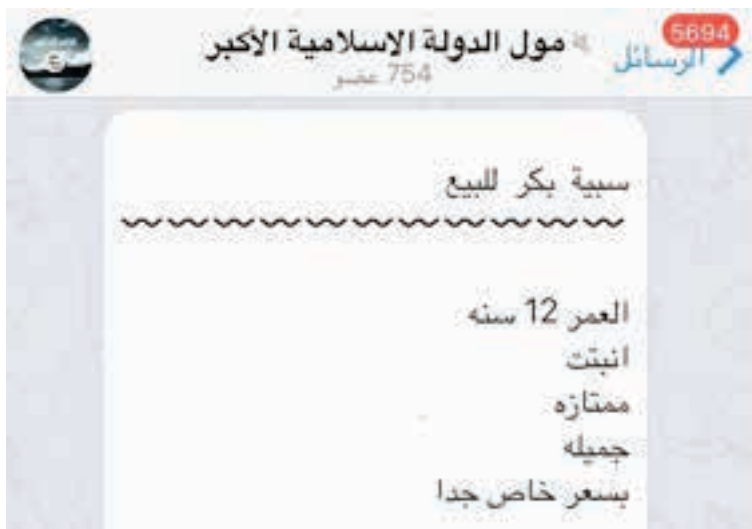 5694
الرسائل
مول الدولة الاسلامية الأكبر
754 عضو
سبية بكر للبيع
العمر 12 سنه
انبتت
ممتازه
جميله
بسعر خاص جدا